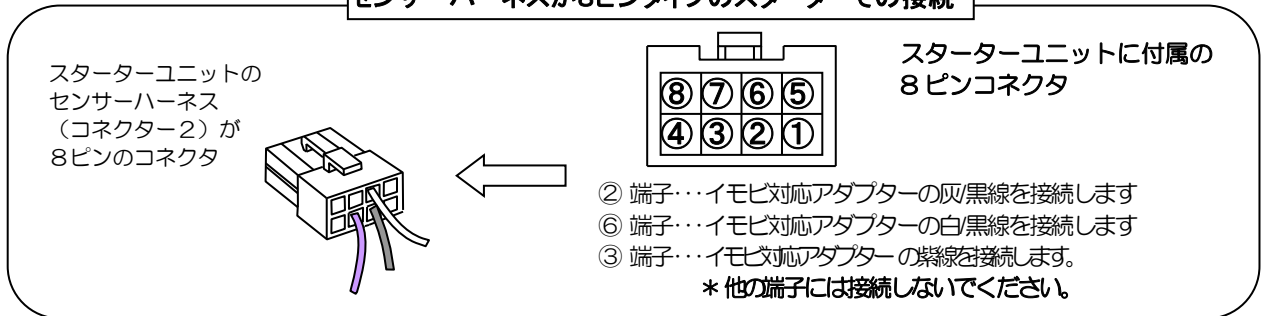 センサーハーネスが8ピンタイプのスターターでの接続
スターターユニットの
センサーハーネス
（コネクター２）が
８ピンのコネクタ
⑧⑦⑥⑤
④③②①
スターターユニットに付属の
８ピンコネクタ
② 端子･･･イモビ対応アダプターの灰/黒線を接続します
⑥ 端子･･･イモビ対応アダプターの白/黒線を接続します
③ 端子･･･イモビ対応アダプター の紫線を接続します。
＊他の端子には接続しないでください。